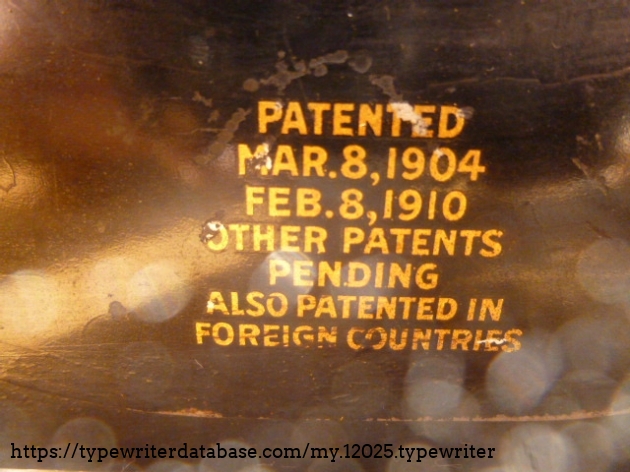 PATENTED
MAR. 8, 1904
FEB. 8, 1910
OTHER PATENTS
PENDING
ALSO PATENTED IN
FOREIGN COUNTRIES
https://typewriterdatabase.com/my.12025.typewriter